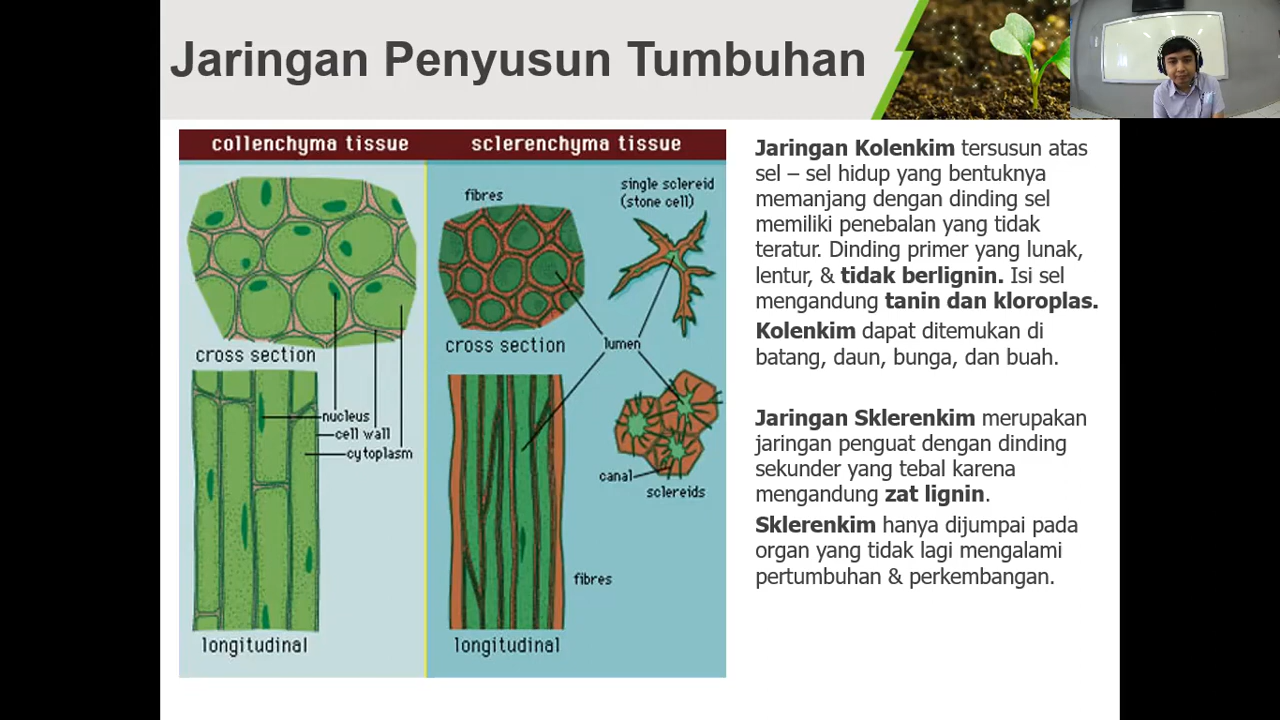 Jaringan Penyusun Tumbuhan
collenchyma tissue
sclerenchyma tissue
fibres
single sclereid
(stone cell)
cross section
cross section
lumen
nucleus
cell wall
cytoplasm
canal
sclereids
fibres
longitudinal
longitudinal
Jaringan Kolenkim tersusun atas
sel – sel hidup yang bentuknya
memanjang dengan dinding sel
memiliki penebalan yang tidak
teratur. Dinding primer yang lunak,
lentur, & tidak berlignin. Isi sel
mengandung tanin dan kloroplas.
Kolenkim dapat ditemukan di
batang, daun, bunga, dan buah.
Jaringan Sklerenkim merupakan
jaringan penguat dengan dinding
sekunder yang tebal karena
mengandung zat lignin.
Sklerenkim hanya dijumpai pada
organ yang tidak lagi mengalami
pertumbuhan & perkembangan.